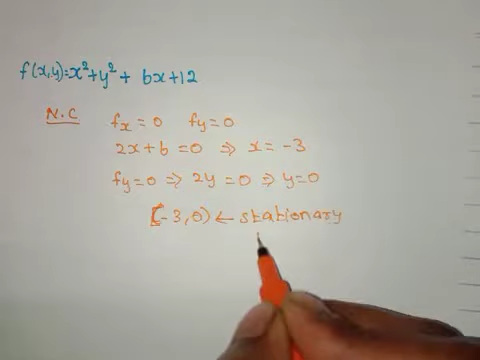 f(x,y)=x²+y²+ 6x+12
N.C fx=0 fy=0
2x+6=0 ⇒ x=-3
fy=0 ⇒ 2y=0 ⇒ y=0
(-3,0) ← stationary